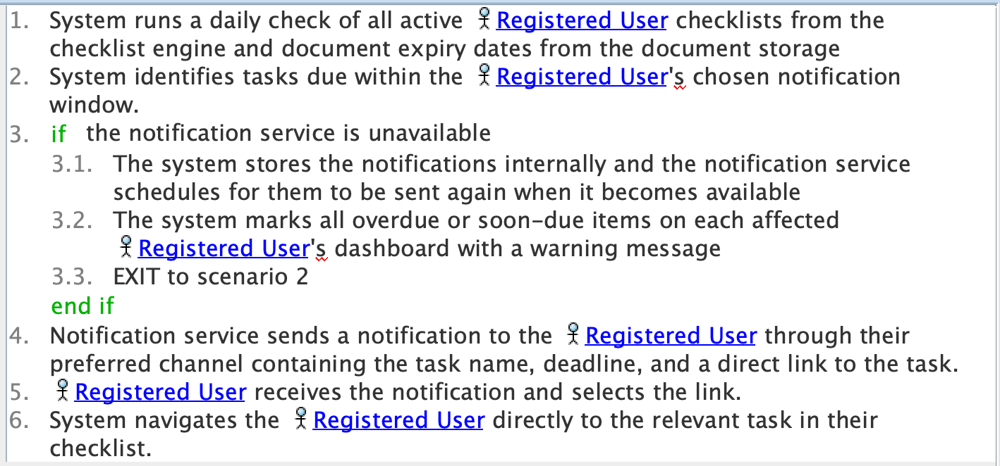 1. System runs a daily check of all active Registered User checklists from the
checklist engine and document expiry dates from the document storage
2. System identifies tasks due within the Registered User's chosen notification
window.
3. if the notification service is unavailable
3.1. The system stores the notifications internally and the notification service
schedules for them to be sent again when it becomes available
3.2. The system marks all overdue or soon-due items on each affected
Registered User's dashboard with a warning message
3.3. EXIT to scenario 2
end if
4. Notification service sends a notification to the Registered User through their
preferred channel containing the task name, deadline, and a direct link to the task.
5. Registered User receives the notification and selects the link.
6. System navigates the Registered User directly to the relevant task in their
checklist.